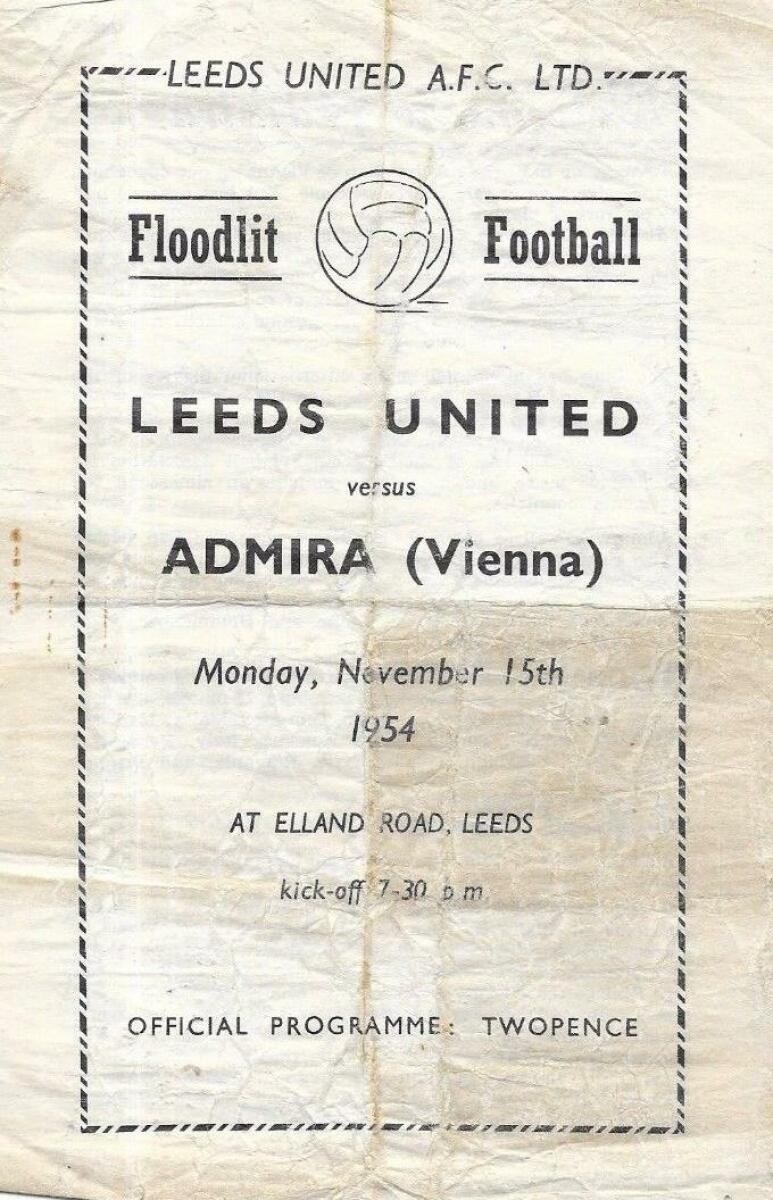 LEEDS UNITED A.F.C. LTD.
Floodlit Football
LEEDS UNITED
versus
ADMIRA (Vienna)
Monday, November 15th
1954
AT ELLAND ROAD, LEEDS
kick-off 7-30 p m
OFFICIAL PROGRAMME: TWOPENCE